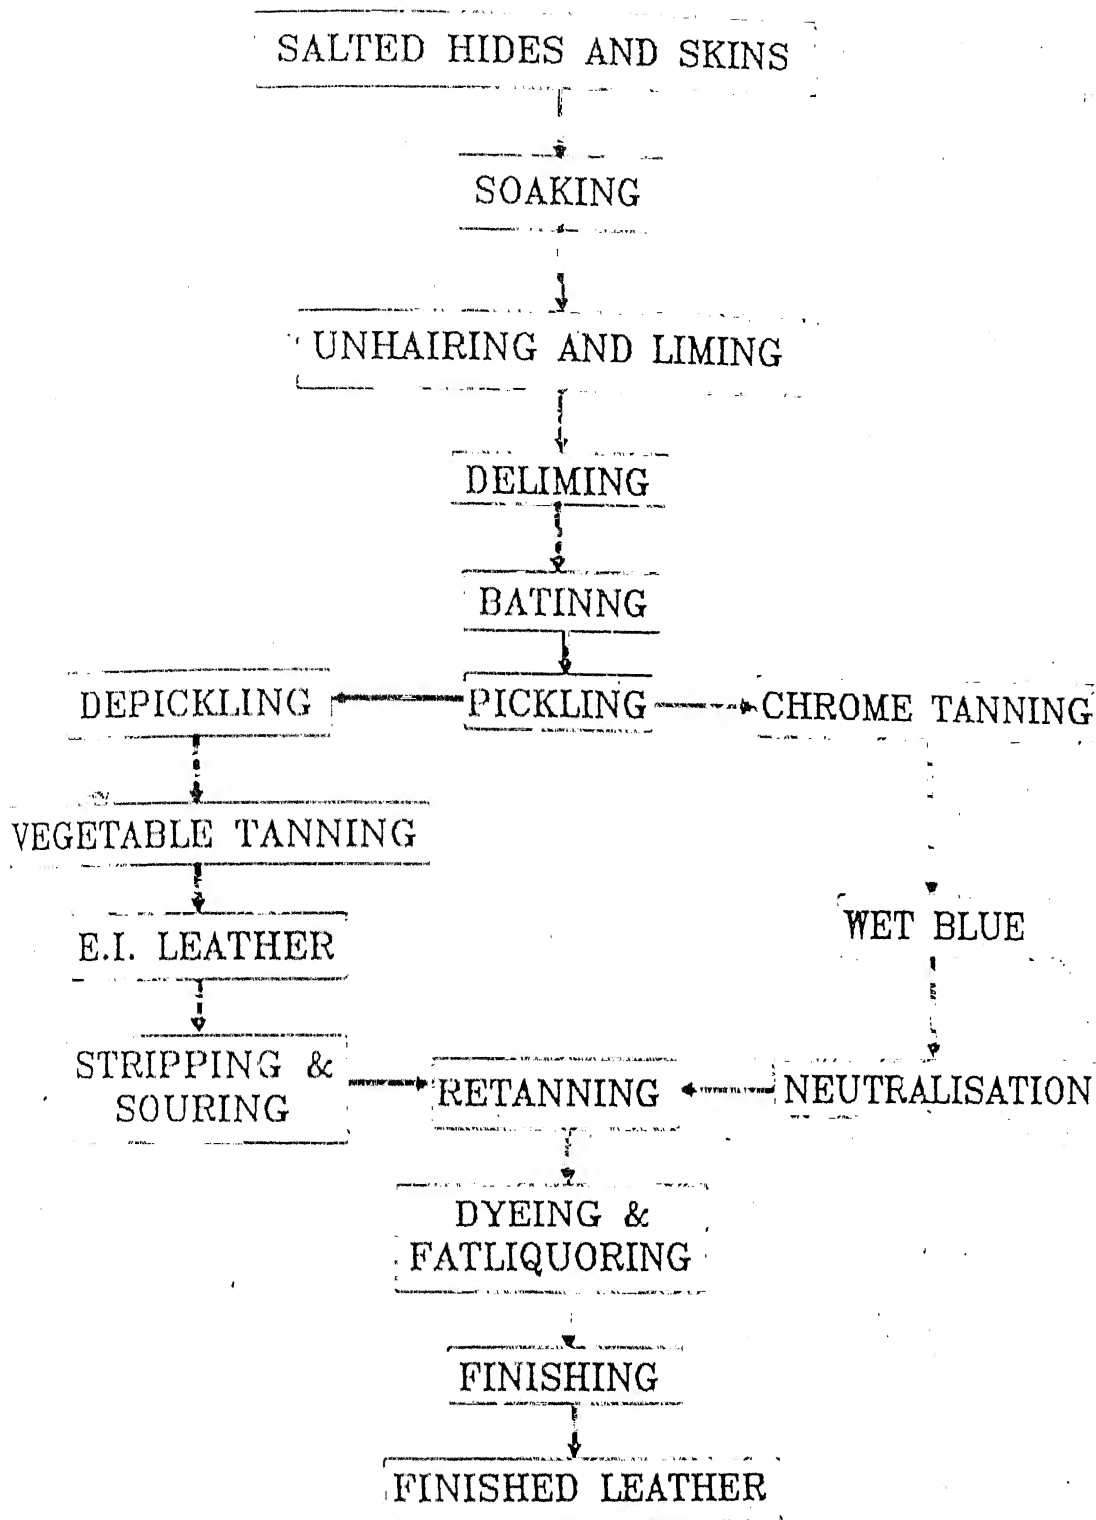 SALTED HIDES AND SKINS
SOAKING
UNHAIRING AND LIMING
DELIMING
BATINNG
DEPICKLING
PICKLING
CHROME TANNING
VEGETABLE TANNING
E.I. LEATHER
WET BLUE
STRIPPING &
SOURING
RETANNING
NEUTRALISATION
DYEING &
FATLIQUORING
FINISHING
FINISHED LEATHER